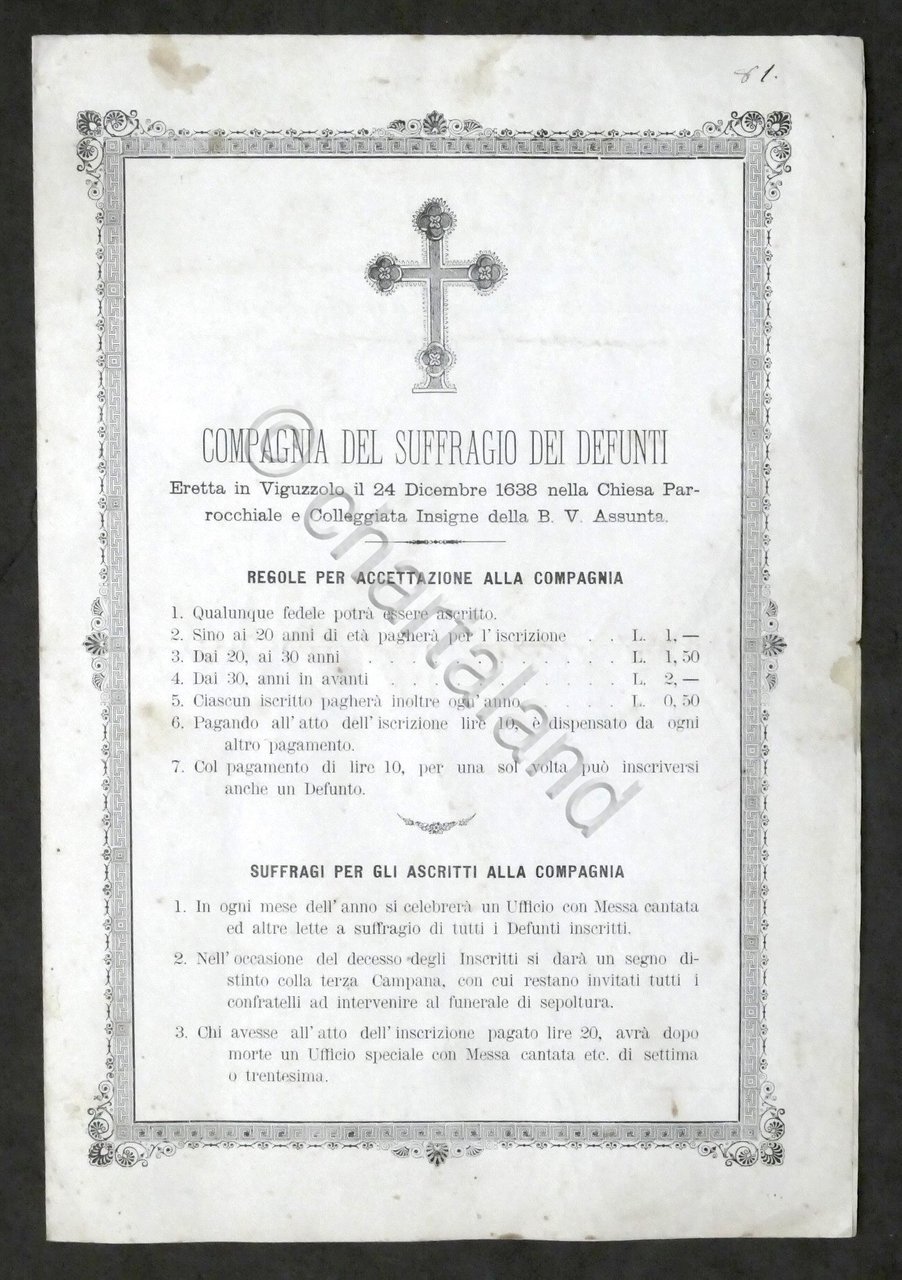 81.
COMPAGNIA DEL SUFFRAGIO DEI DEFUNTI
Eretta in Viguzzolo il 24 Dicembre 1638 nella Chiesa Par-
rocchiale e Colleggiata Insigne della B. V. Assunta.
REGOLE PER ACCETTAZIONE ALLA COMPAGNIA
1. Qualunque fedele potrà essere ascritto.
2. Sino ai 20 anni di età pagherà per l'iscrizione . . L. 1,—
3. Dai 20, ai 30 anni . . . . . . . . . . . L. 1,50
4. Dai 30, anni in avanti . . . . . . . . . . L. 2,—
5. Ciascun iscritto pagherà inoltre ogn'anno . . . . L. 0,50
6. Pagando all'atto dell'iscrizione lire 10, è dispensato da ogni
altro pagamento.
7. Col pagamento di lire 10, per una sol volta può inscriversi
anche un Defunto.
SUFFRAGI PER GLI ASCRITTI ALLA COMPAGNIA
1. In ogni mese dell'anno si celebrerà un Ufficio con Messa cantata
ed altre lette a suffragio di tutti i Defunti inscritti.
2. Nell'occasione del decesso degli Inscritti si darà un segno di-
stinto colla terza Campana, con cui restano invitati tutti i
confratelli ad intervenire al funerale di sepoltura.
3. Chi avesse all'atto dell'inscrizione pagato lire 20, avrà dopo
morte un Ufficio speciale con Messa cantata etc. di settima
o trentesima.
© chartaland